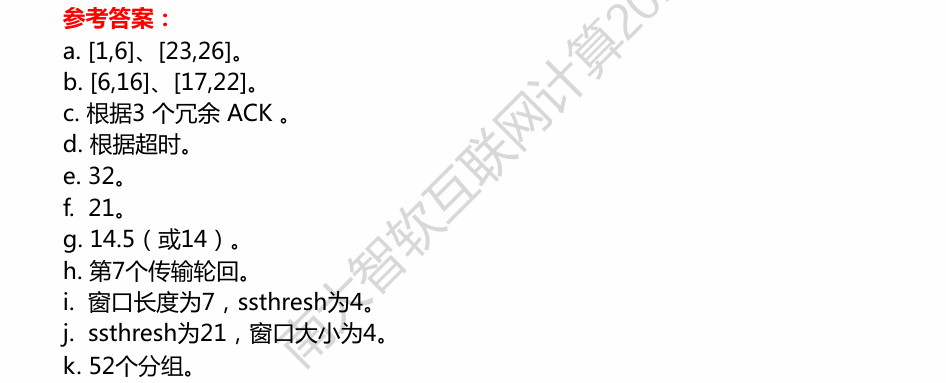 参考答案：
a. [1,6]、[23,26]。
b. [6,16]、[17,22]。
c. 根据3 个冗余 ACK 。
d. 根据超时。
e. 32。
f. 21。
g. 14.5（或14）。
h. 第7个传输轮回。
i. 窗口长度为7，ssthresh为4。
j. ssthresh为21，窗口大小为4。
k. 52个分组。
南大智软互联网计算20